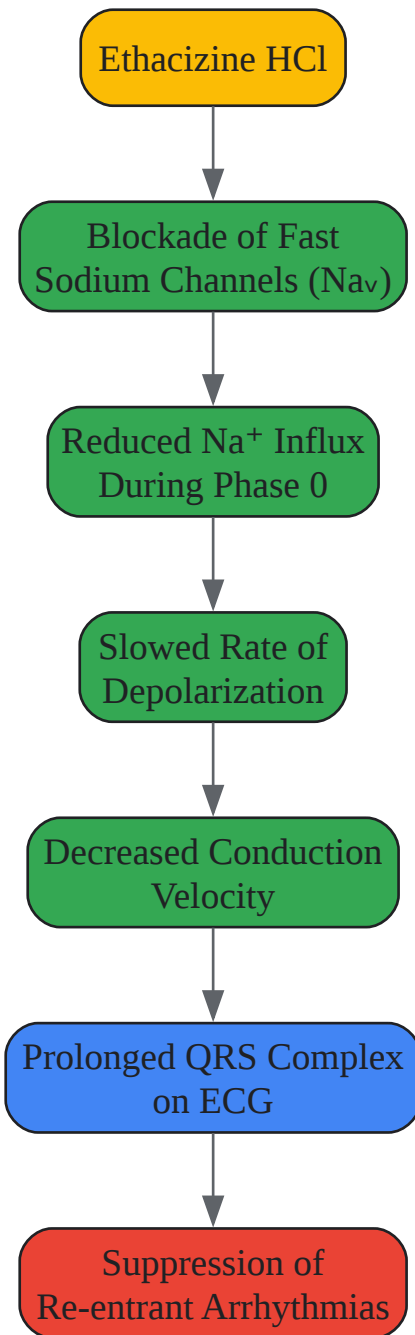 Ethacizine HCl
Blockade of Fast
Sodium Channels (Naᵥ)
Reduced Na⁺ Influx
During Phase 0
Slowed Rate of
Depolarization
Decreased Conduction
Velocity
Prolonged QRS Complex
on ECG
Suppression of
Re-entrant Arrhythmias